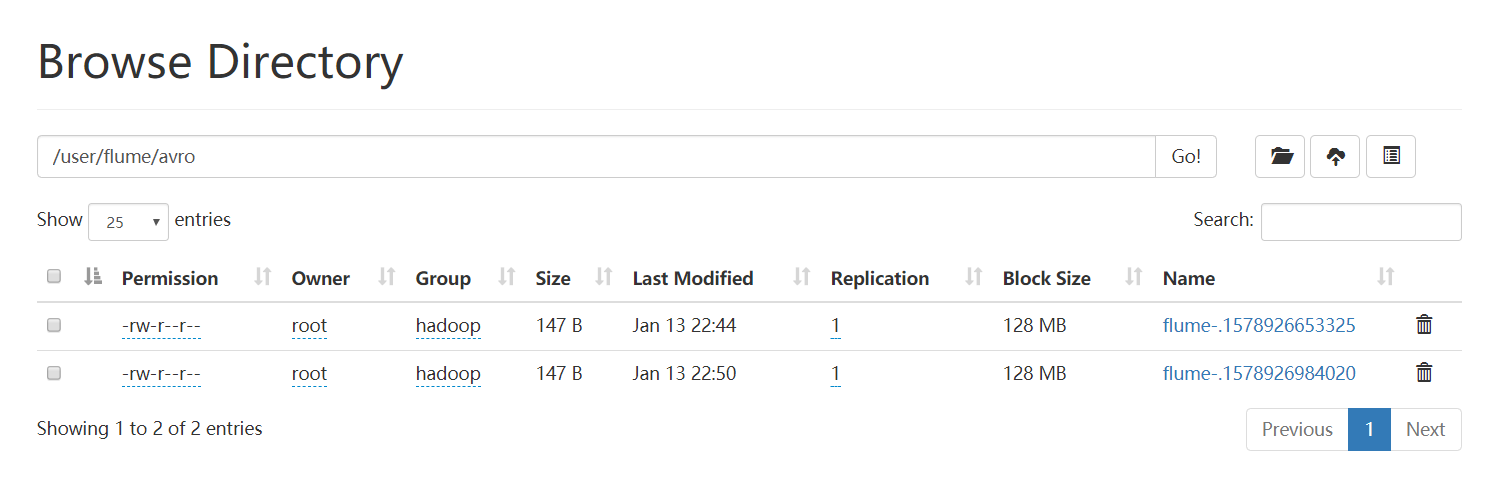 Browse Directory
/user/flume/avro Go!
Show 25 entries Search:
Permission Owner Group Size Last Modified Replication Block Size Name
-rw-r--r-- root hadoop 147 B Jan 13 22:44 1 128 MB flume-.1578926653325
-rw-r--r-- root hadoop 147 B Jan 13 22:50 1 128 MB flume-.1578926984020
Showing 1 to 2 of 2 entries Previous 1 Next